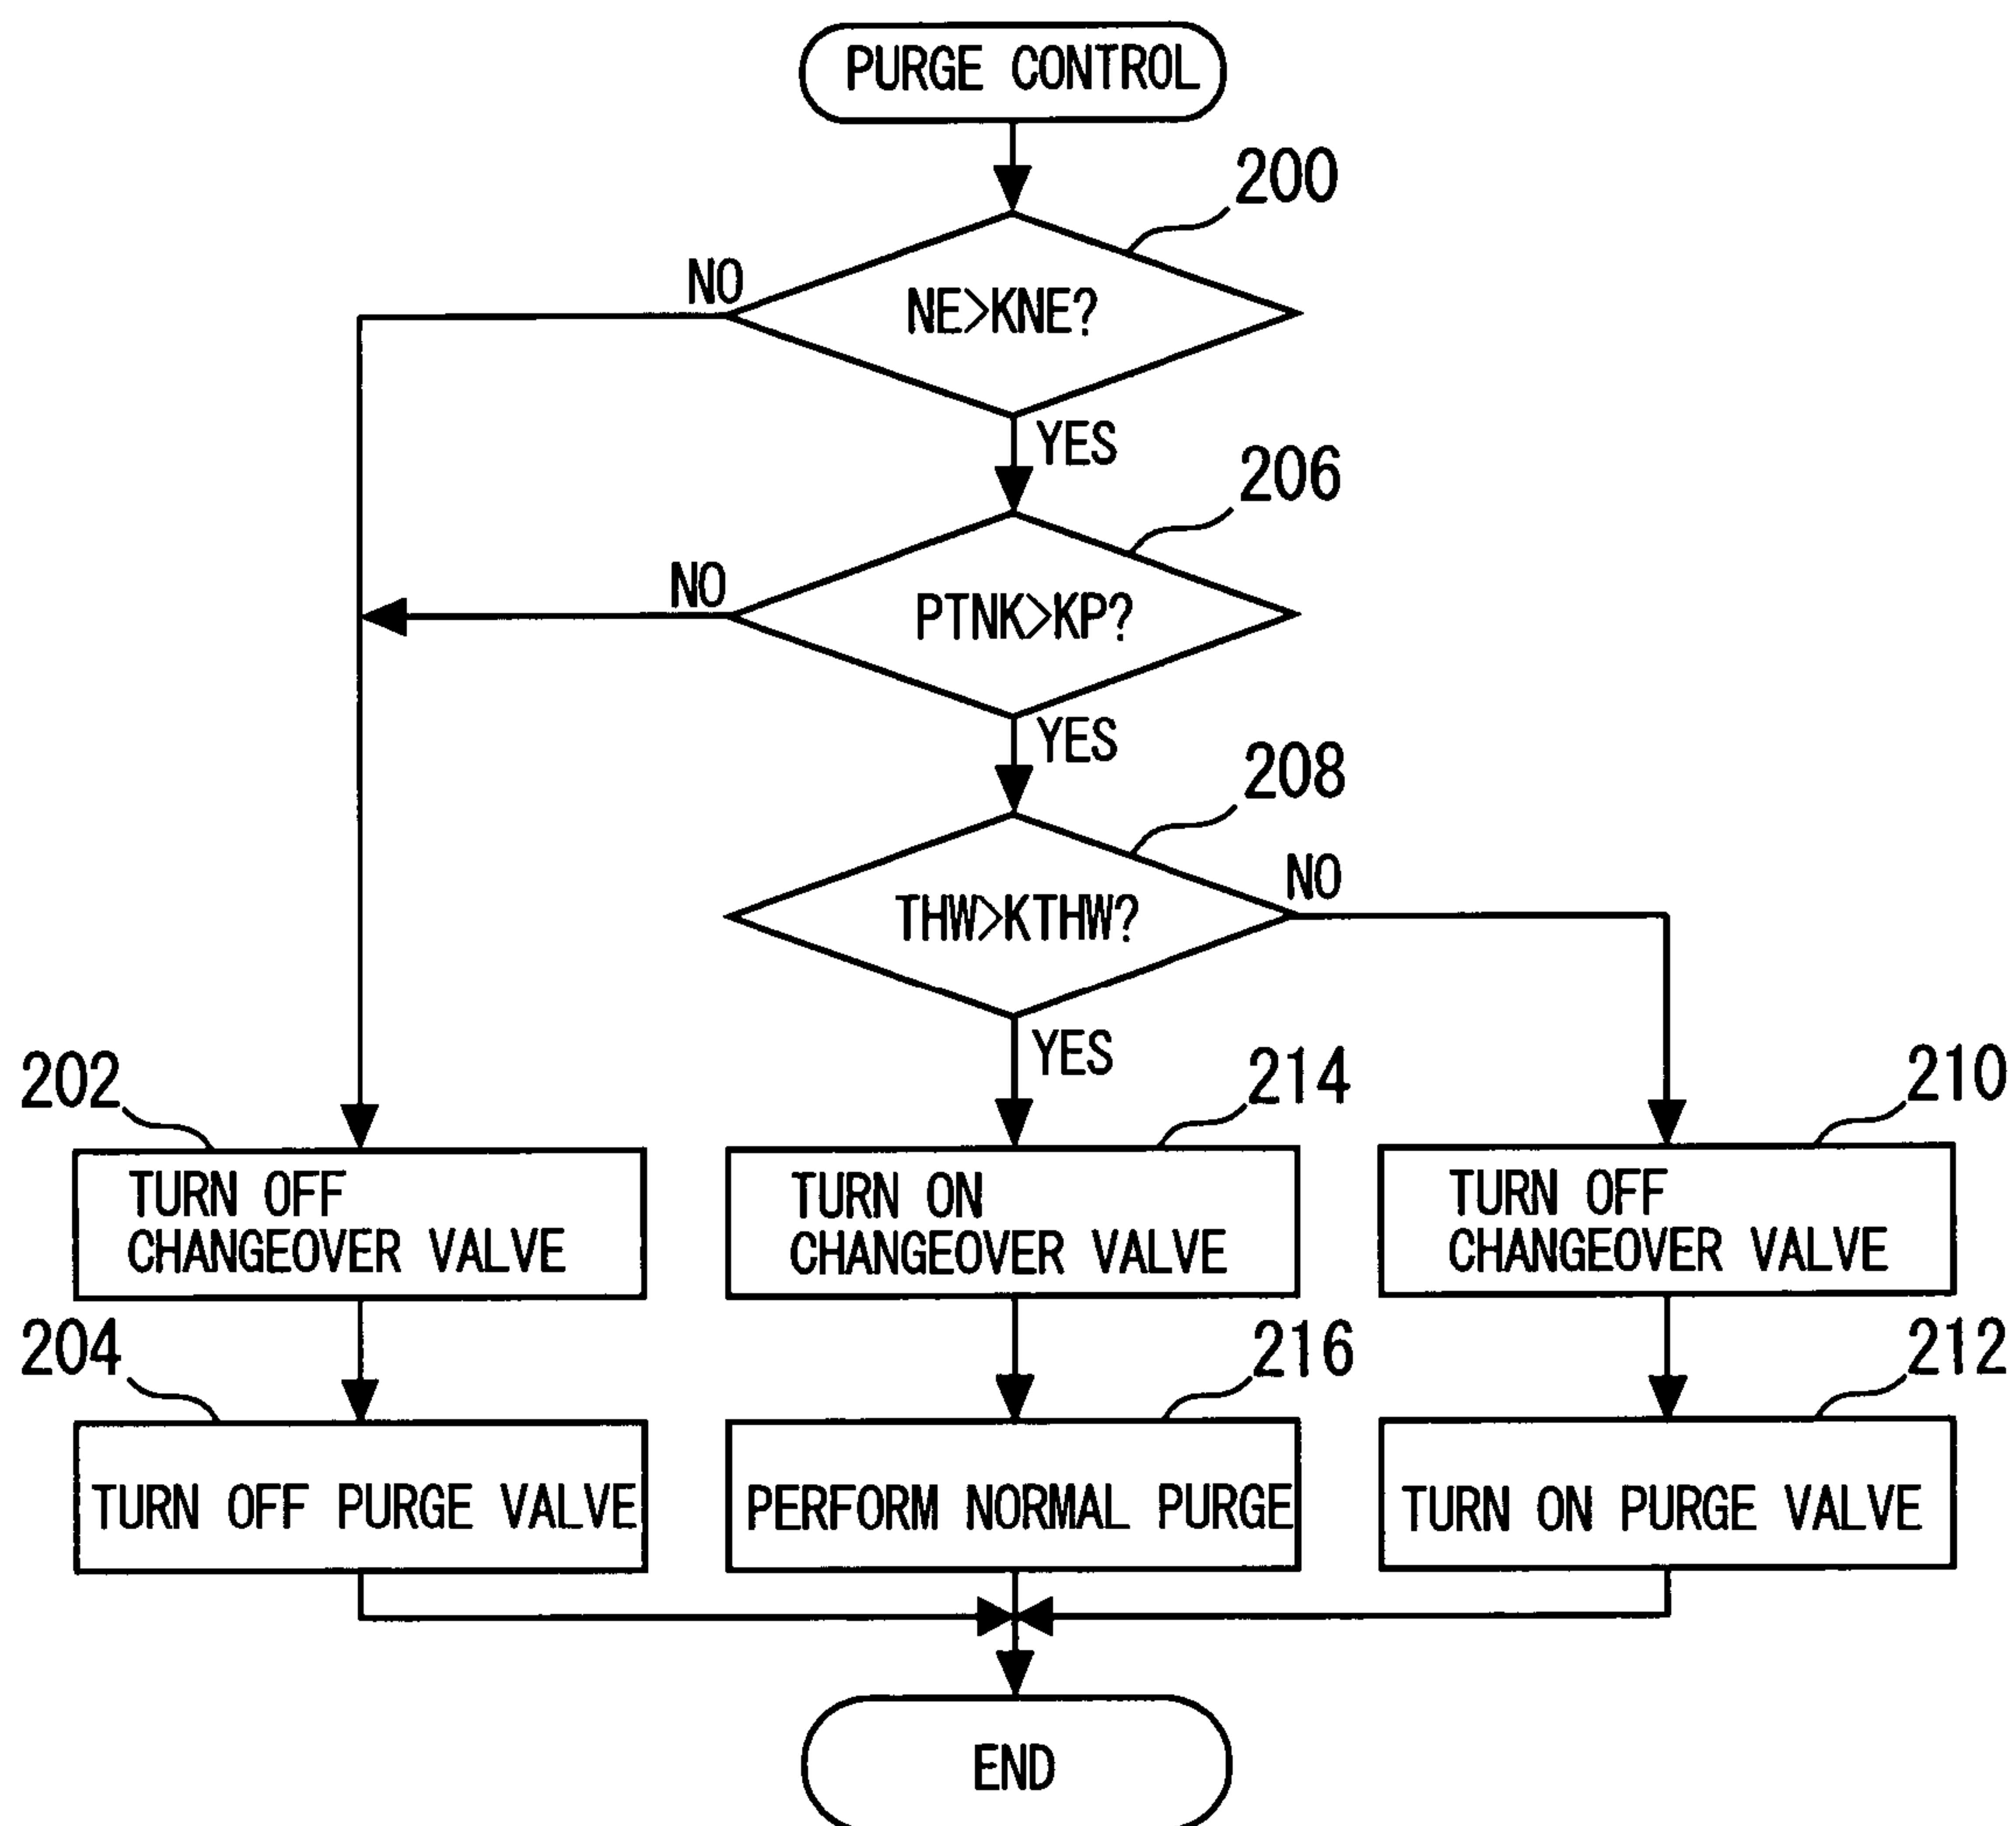 PURGE CONTROL
200
NO
NE>KNE?
YES
206
NO
PTNK>KP?
YES
208
NO
THW>KTHW?
YES
202
214
210
TURN OFF
CHANGEOVER VALVE
TURN ON
CHANGEOVER VALVE
TURN OFF
CHANGEOVER VALVE
204
216
212
TURN OFF PURGE VALVE
PERFORM NORMAL PURGE
TURN ON PURGE VALVE
END